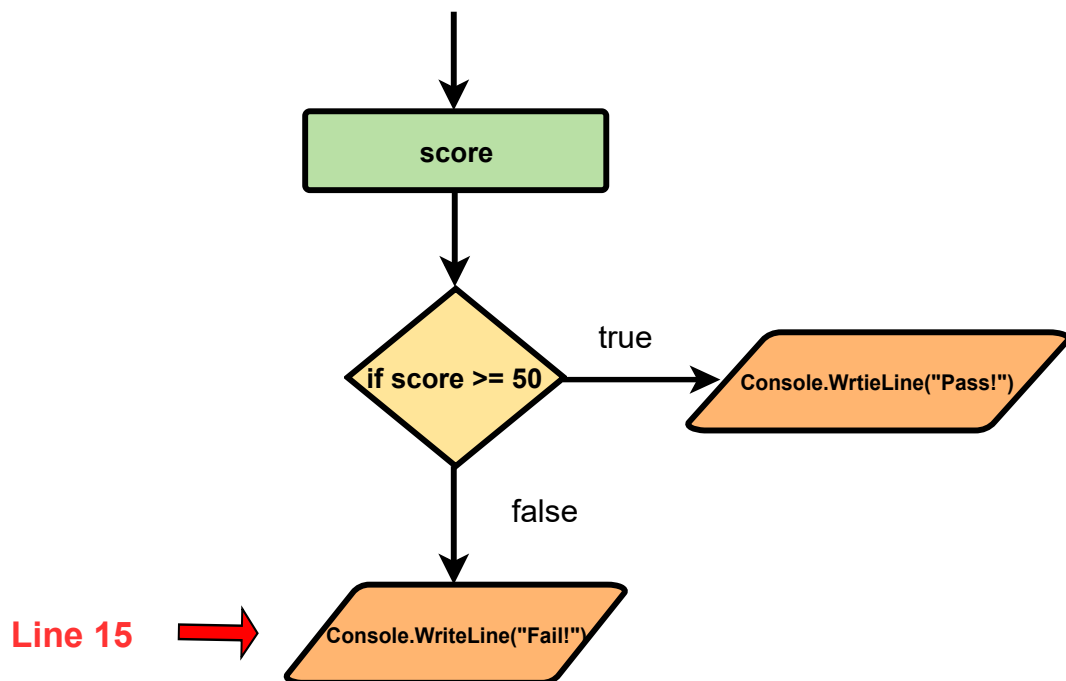 score
if score >= 50
true
Console.WrtieLine("Pass!")
false
Line 15
Console.WriteLine("Fail!")